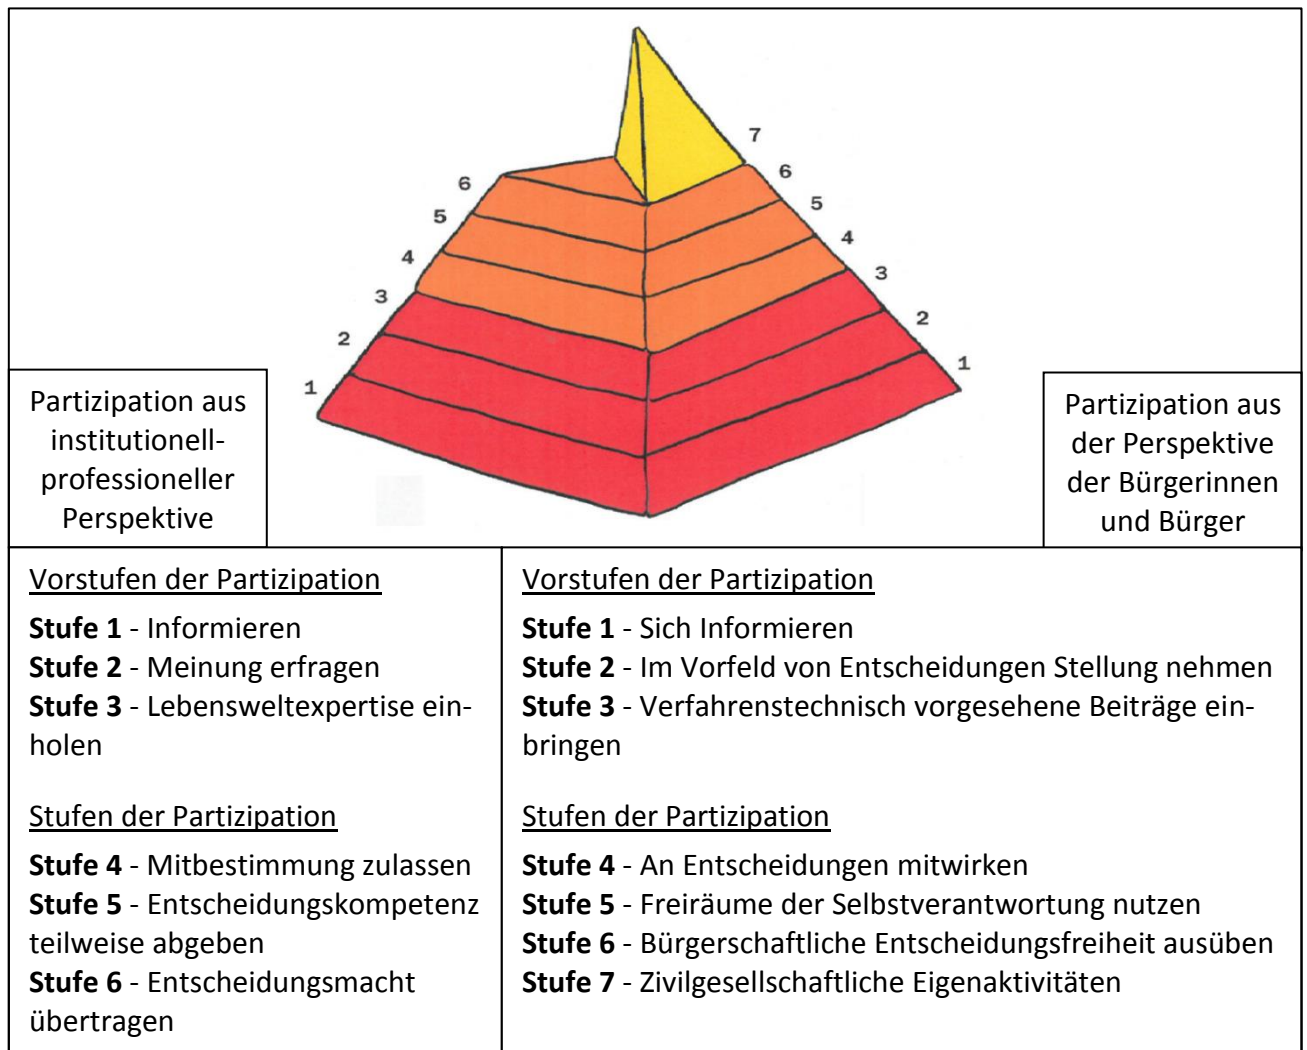 7
6
5
4
3
2
1
6
5
4
3
2
1
Partizipation aus
institutionell-
professioneller
Perspektive
Partizipation aus
der Perspektive
der Bürgerinnen
und Bürger
Vorstufen der Partizipation
Stufe 1 - Informieren
Stufe 2 - Meinung erfragen
Stufe 3 - Lebensweltexpertise ein-
holen
Stufen der Partizipation
Stufe 4 - Mitbestimmung zulassen
Stufe 5 - Entscheidungskompetenz
teilweise abgeben
Stufe 6 - Entscheidungsmacht
übertragen
Vorstufen der Partizipation
Stufe 1 - Sich Informieren
Stufe 2 - Im Vorfeld von Entscheidungen Stellung nehmen
Stufe 3 - Verfahrenstechnisch vorgesehene Beiträge ein-
bringen
Stufen der Partizipation
Stufe 4 - An Entscheidungen mitwirken
Stufe 5 - Freiräume der Selbstverantwortung nutzen
Stufe 6 - Bürgerschaftliche Entscheidungsfreiheit ausüben
Stufe 7 - Zivilgesellschaftliche Eigenaktivitäten